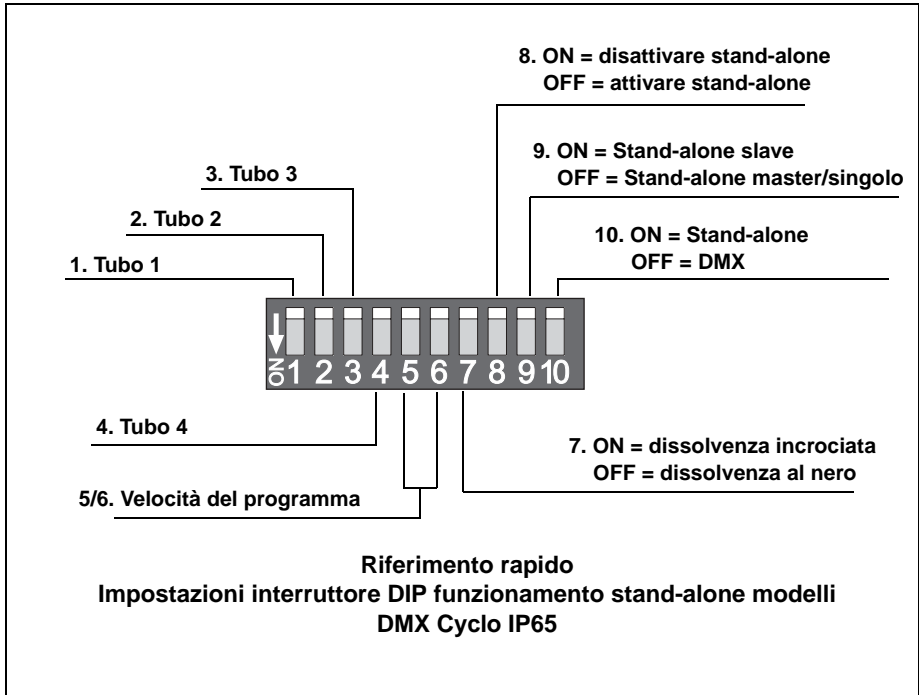 8. ON = disattivare stand-alone
OFF = attivare stand-alone
9. ON = Stand-alone slave
OFF = Stand-alone master/singolo
3. Tubo 3
2. Tubo 2
10. ON = Stand-alone
OFF = DMX
1. Tubo 1
ON
1 2 3 4 5 6 7 8 9 10
4. Tubo 4
7. ON = dissolvenza incrociata
OFF = dissolvenza al nero
5/6. Velocità del programma
Riferimento rapido
Impostazioni interruttore DIP funzionamento stand-alone modelli
DMX Cyclo IP65